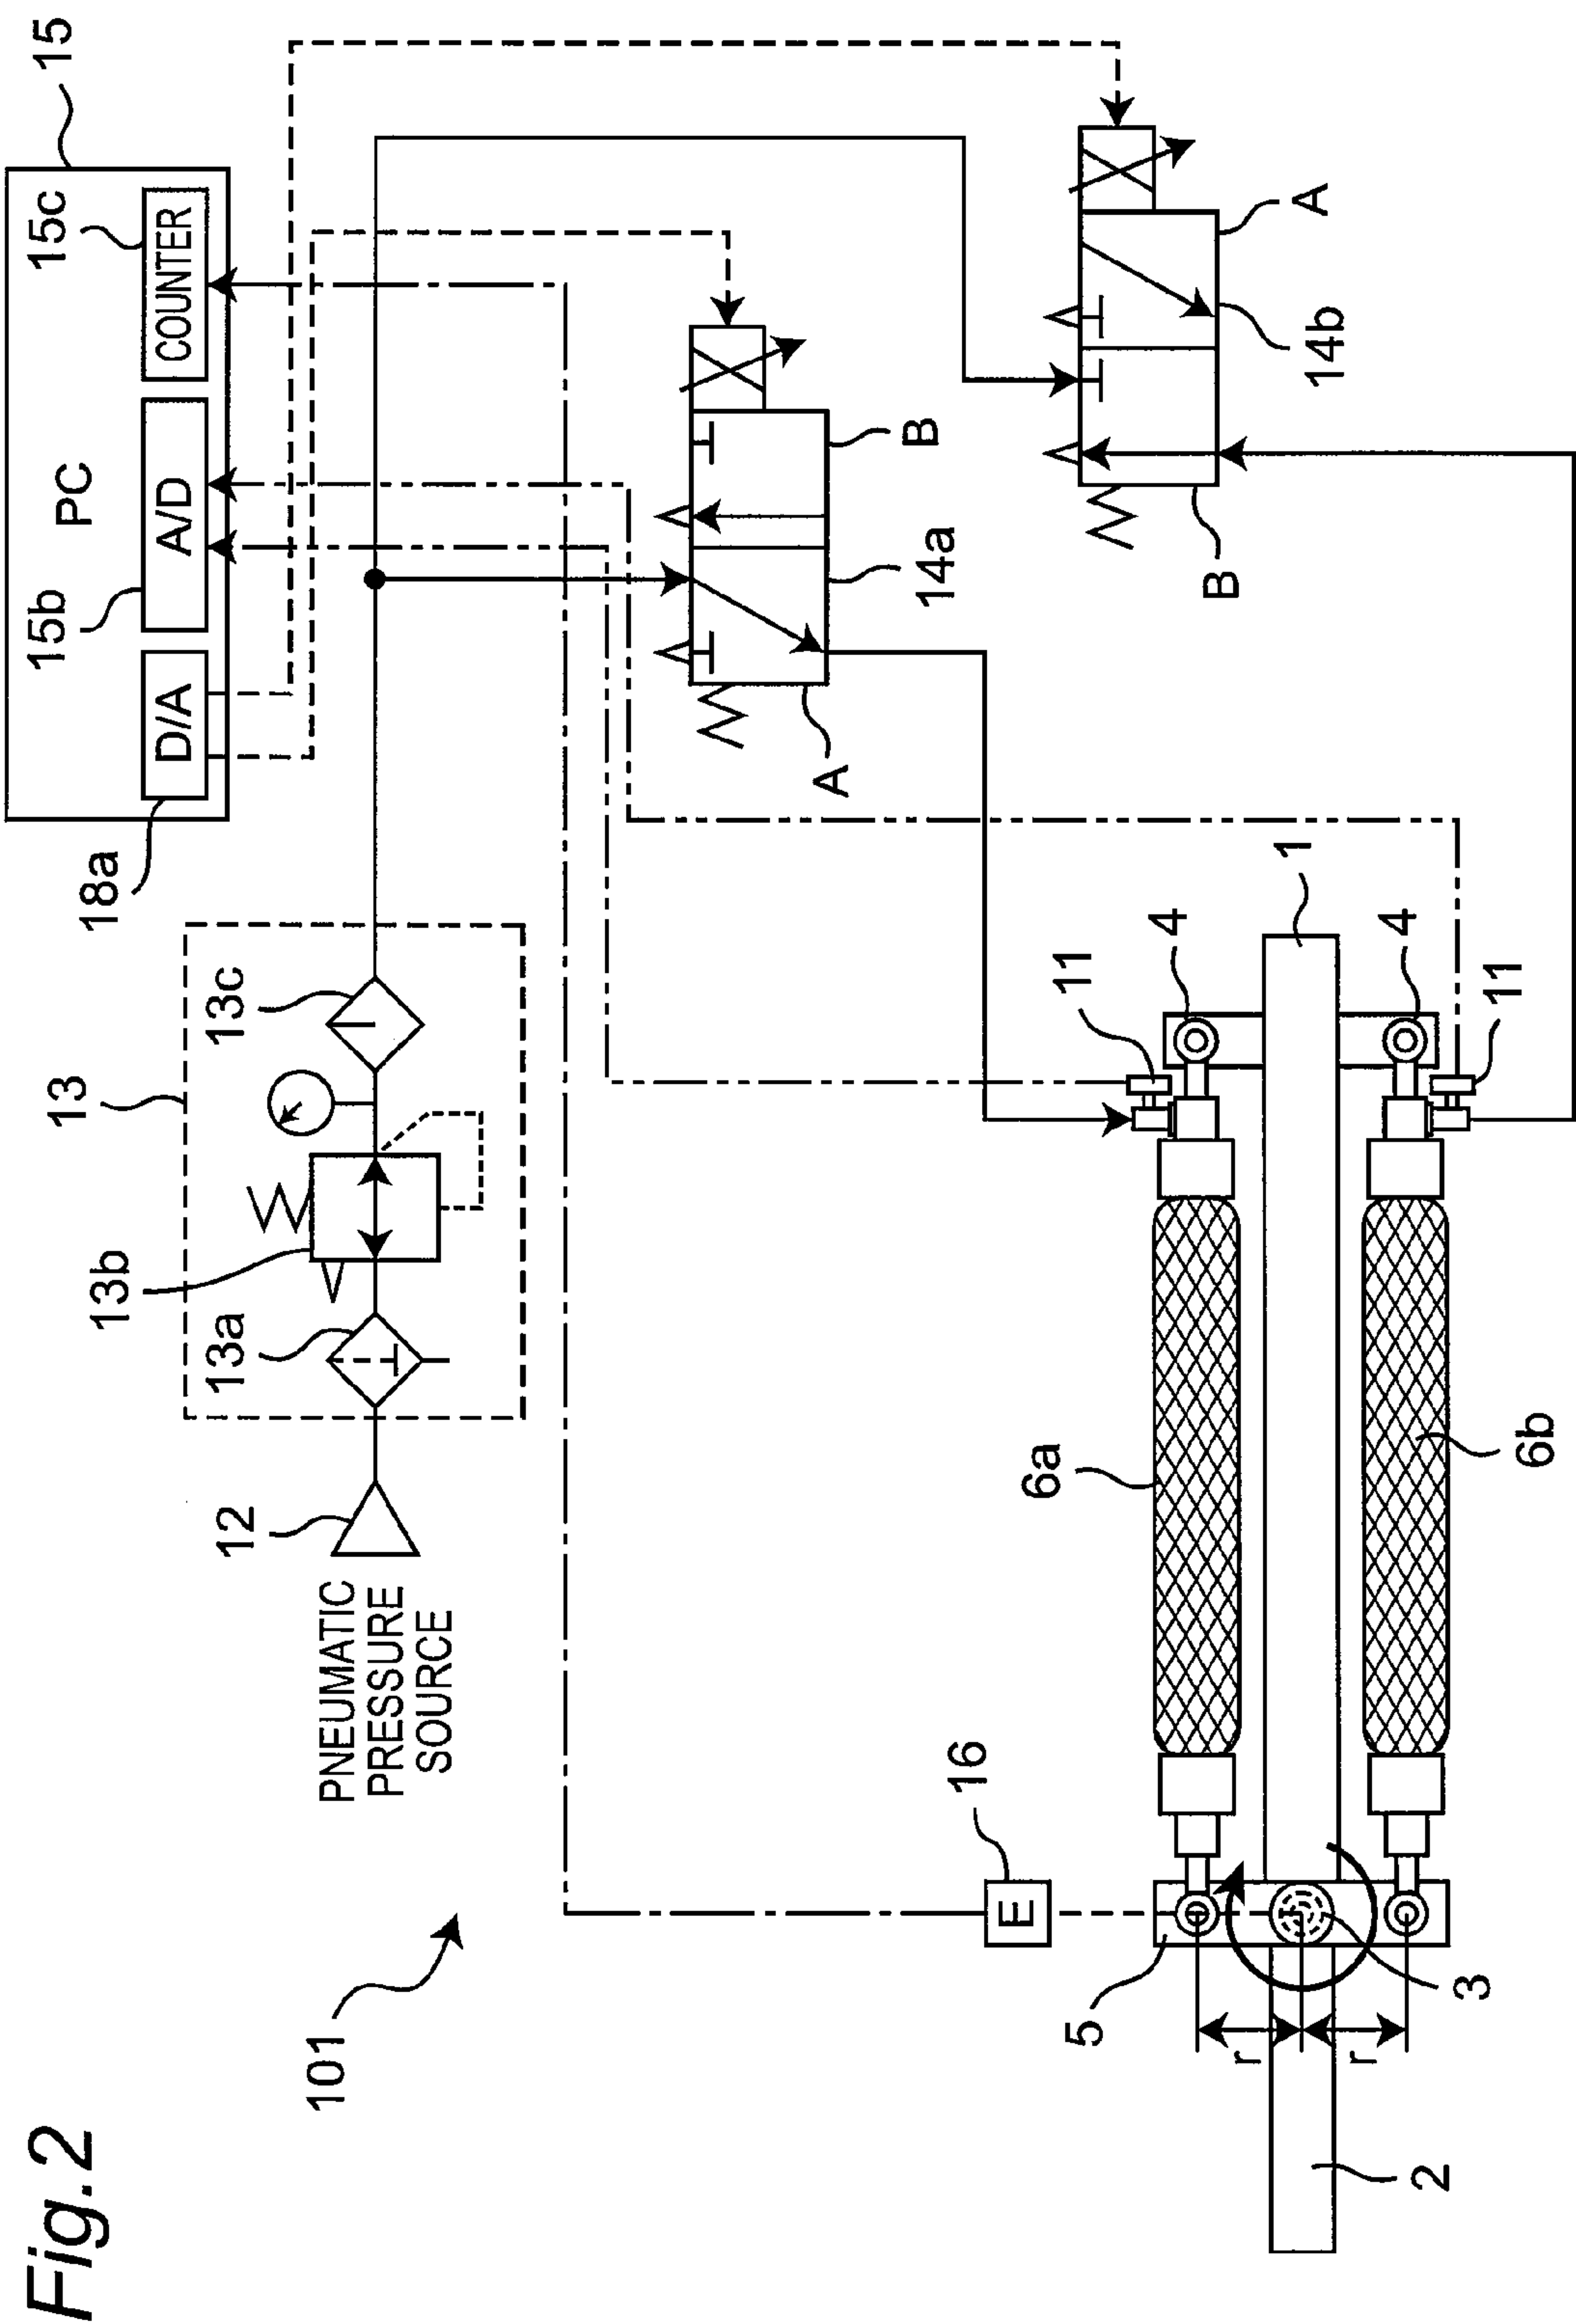 Fig.2
101
PNEUMATIC
PRESSURE
SOURCE
12
13
13a
13b
13c
18a
15b
15c
15
PC
D/A
A/D
COUNTER
16
E
14a
A
B
14b
A
B
5
6a
6b
11
11
4
4
1
2
3
r
r